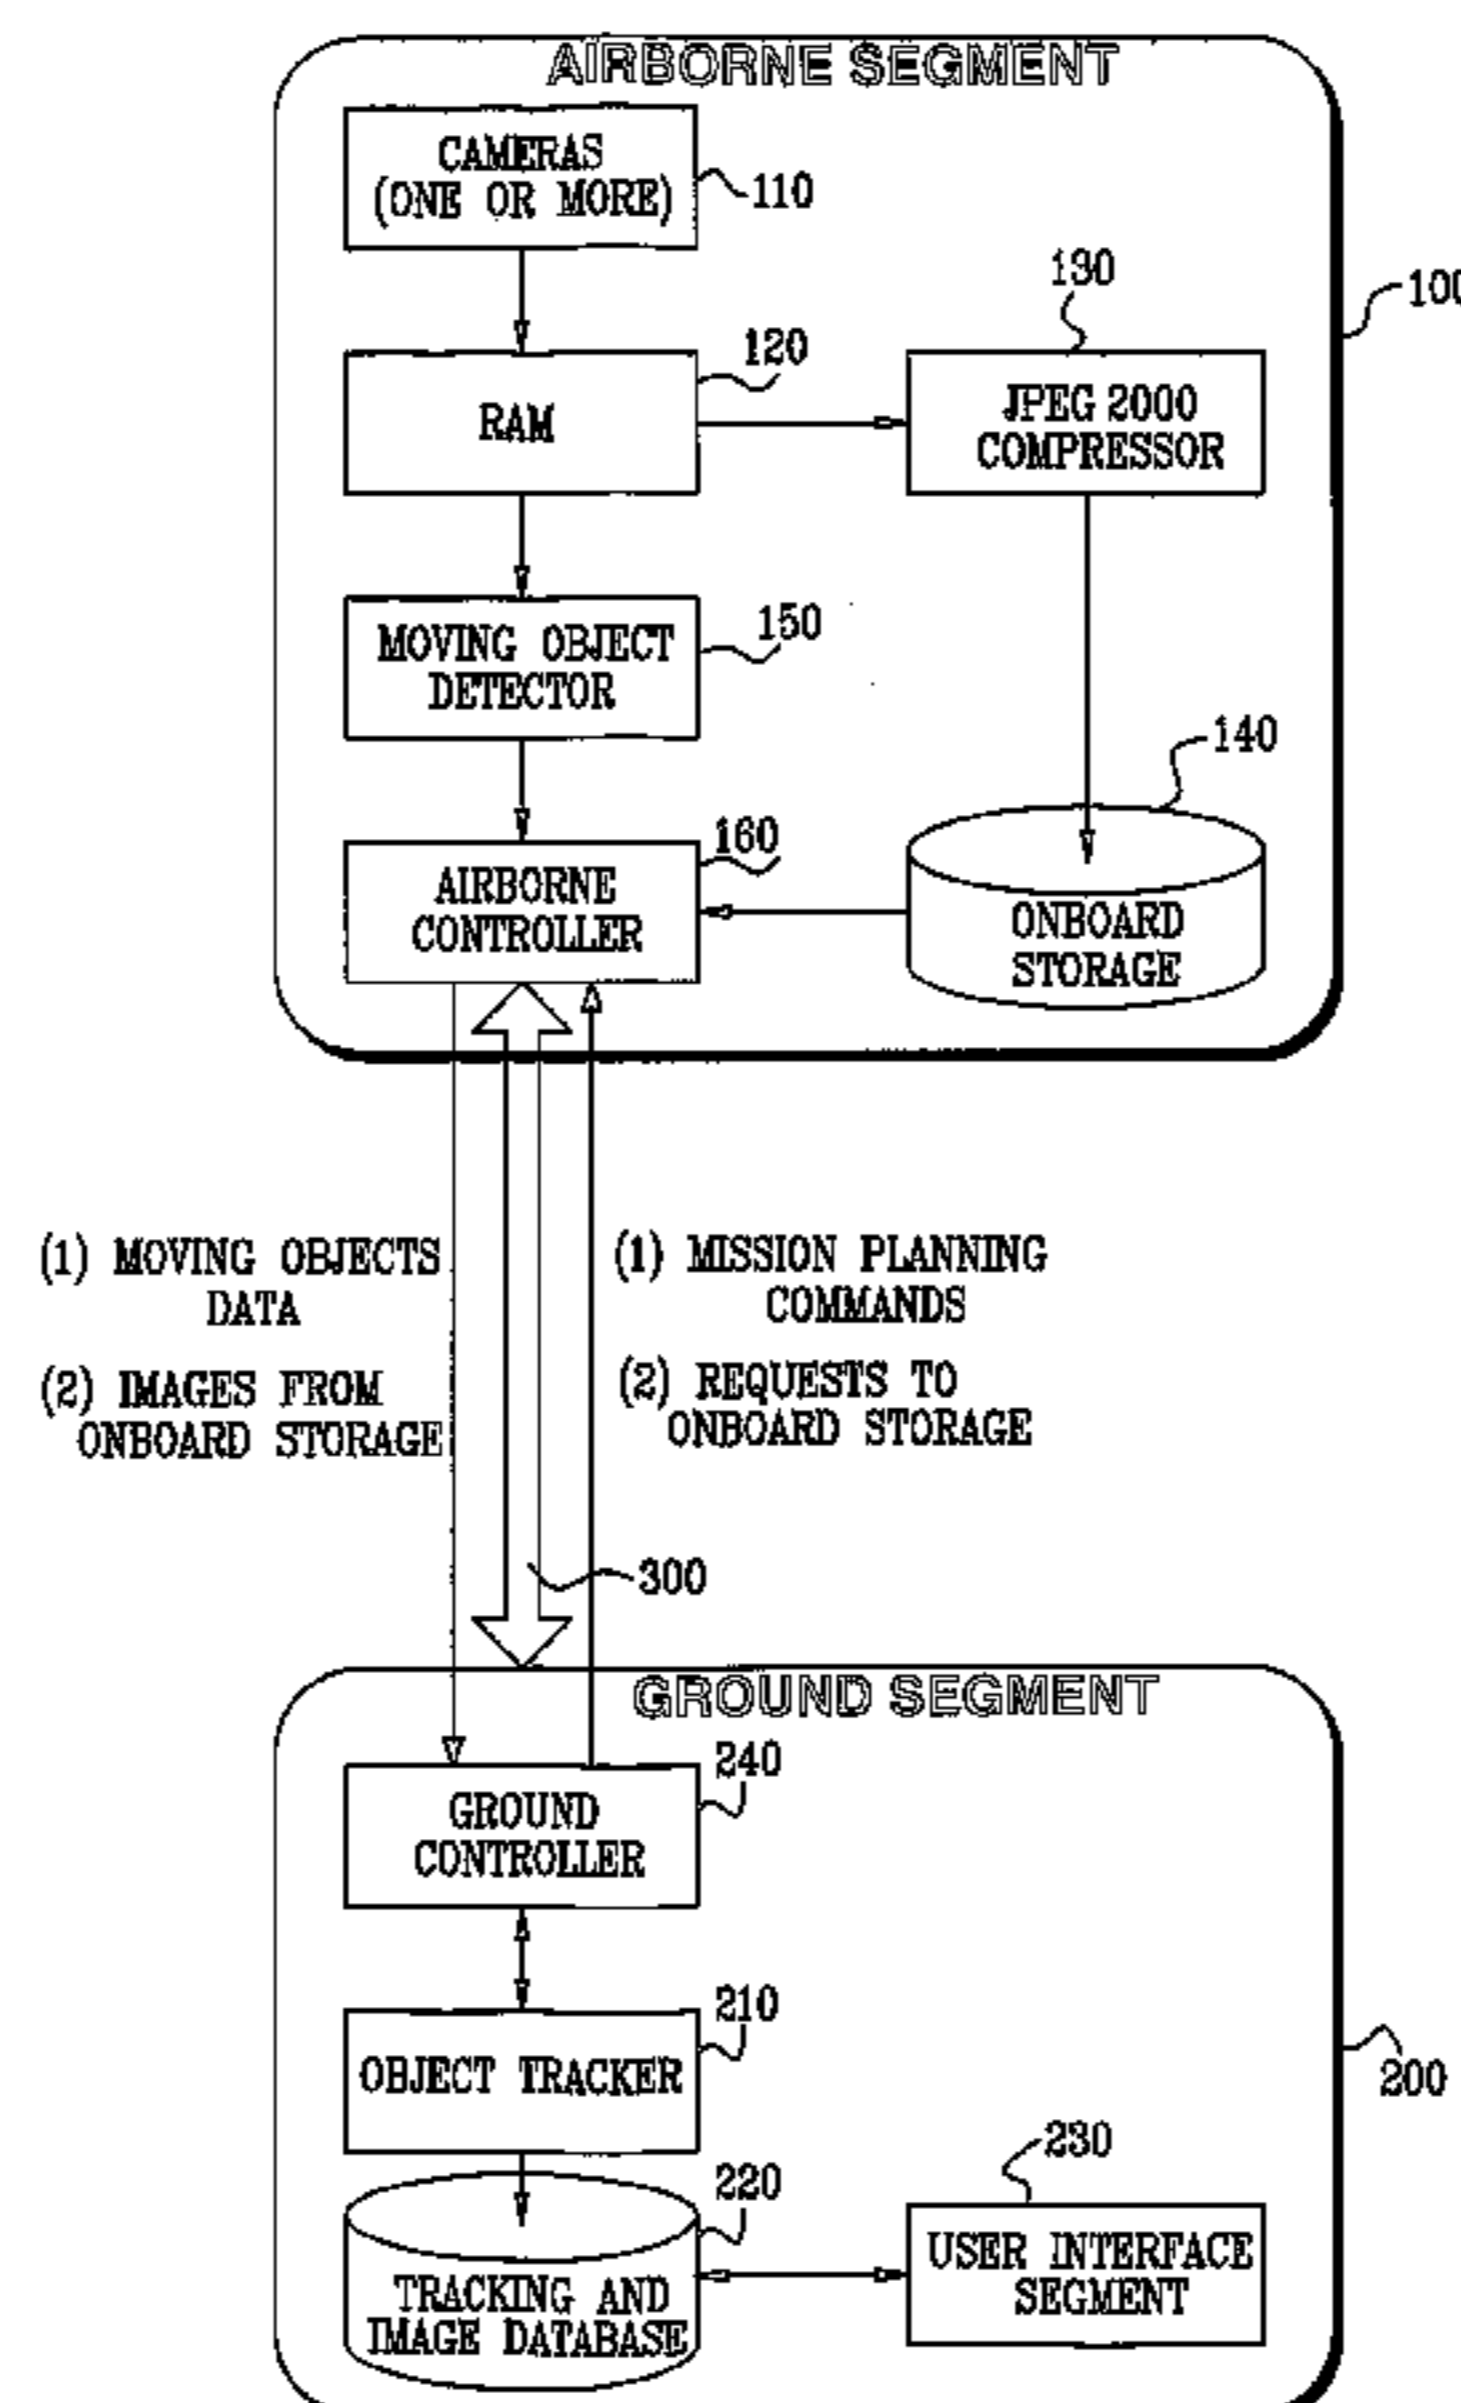 AIRBORNE SEGMENT
CAMERAS
(ONE OR MORE)
110
130
100
120
RAM
JPEG 2000
COMPRESSOR
150
MOVING OBJECT
DETECTOR
140
160
AIRBORNE
CONTROLLER
ONBOARD
STORAGE
(1) MOVING OBJECTS
DATA
(2) IMAGES FROM
ONBOARD STORAGE
(1) MISSION PLANNING
COMMANDS
(2) REQUESTS TO
ONBOARD STORAGE
300
GROUND SEGMENT
240
GROUND
CONTROLLER
210
OBJECT TRACKER
200
230
220
TRACKING AND
IMAGE DATABASE
USER INTERFACE
SEGMENT